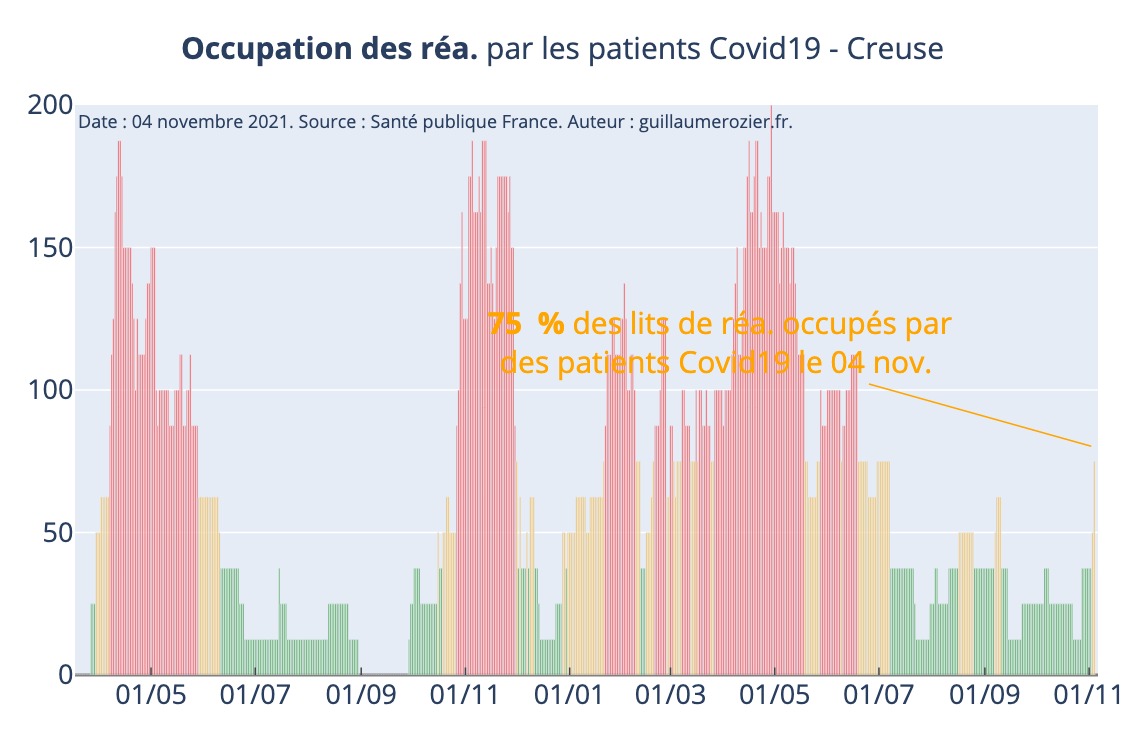 Occupation des réa. par les patients Covid19 - Creuse
200
Date : 04 novembre 2021. Source : Santé publique France. Auteur : guillaumerozier.fr.
150
75 % des lits de réa. occupés par
des patients Covid19 le 04 nov.
100
50
0
01/05 01/07 01/09 01/11 01/01 01/03 01/05 01/07 01/09 01/11